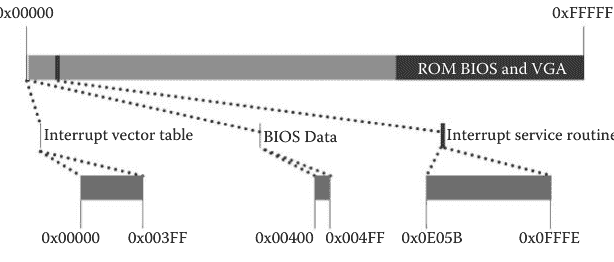 0x00000 0xFFFFF
ROM BIOS and VGA
Interrupt vector table BIOS Data Interrupt service routine
0x00000 0x003FF 0x00400 0x004FF 0x0E05B 0x0FFFE